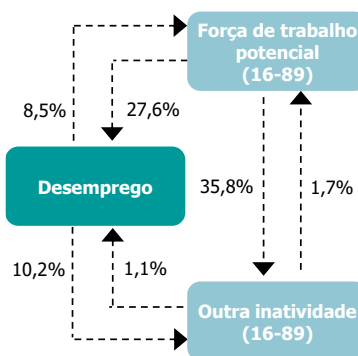 Força de trabalho
potencial
(16-89)
8,5%
27,6%
Desemprego
35,8%
1,7%
10,2%
1,1%
Outra inatividade
(16-89)